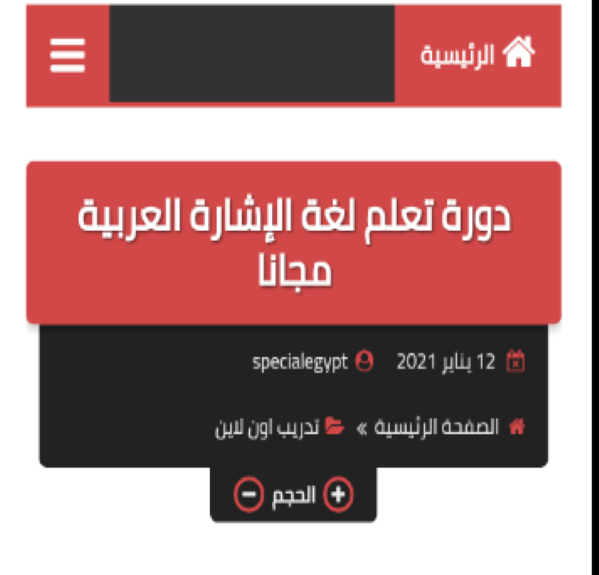 الرئيسية
دورة تعلم لغة الإشارة العربية
مجانا
12 يناير 2021 specialegypt
الصفحة الرئيسية » تدريب اون لاين
الحجم